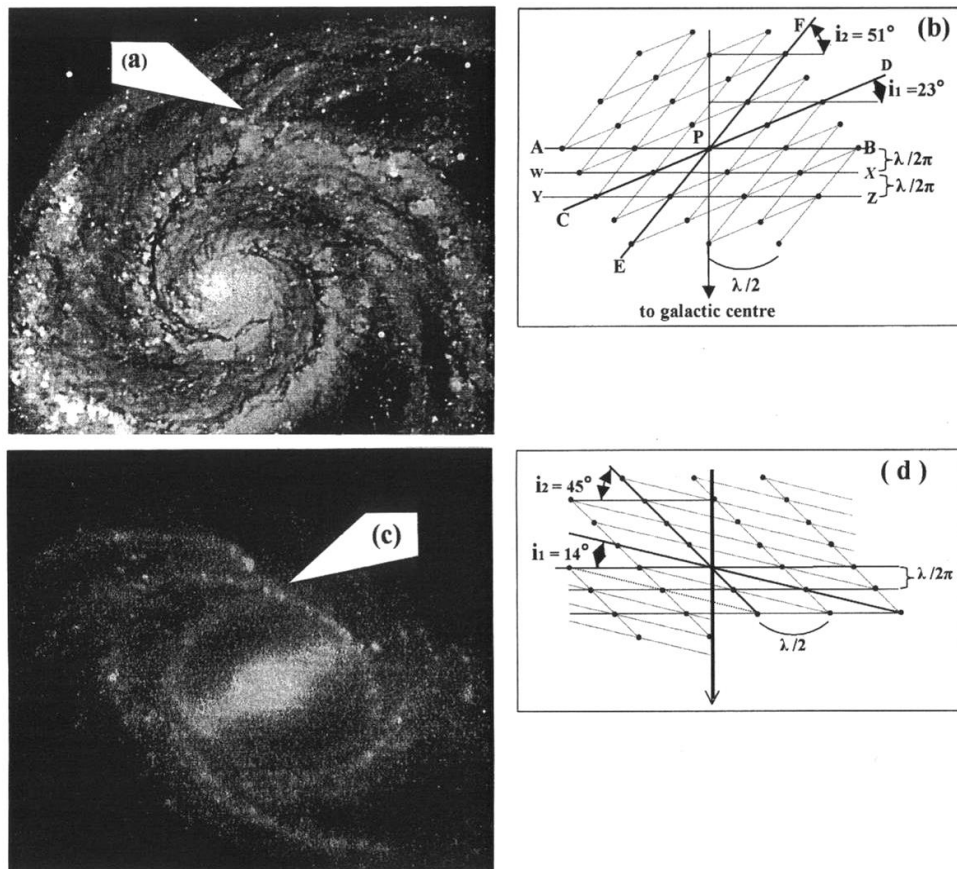 (a)
(b)
F
i₂ = 51°
D
i₁ = 23°
P
A
B
λ/2π
W
X
Y
Z
λ/2π
C
E
λ/2
to galactic centre
(c)
( d )
i₂ = 45°
i₁ = 14°
λ/2π
λ/2